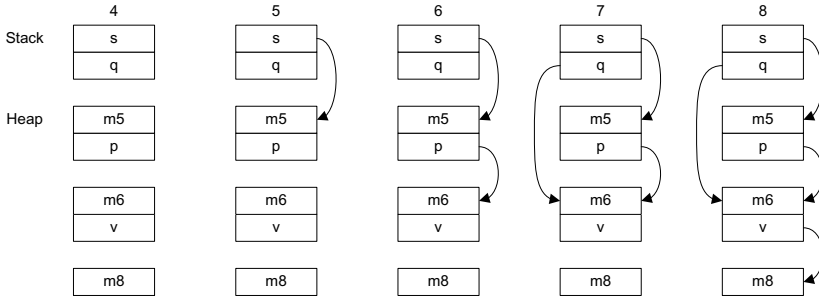 4 5 6 7 8
Stack s s s s s
q q q q q
Heap m5 m5 m5 m5 m5
p p p p p
m6 m6 m6 m6 m6
v v v v v
m8 m8 m8 m8 m8